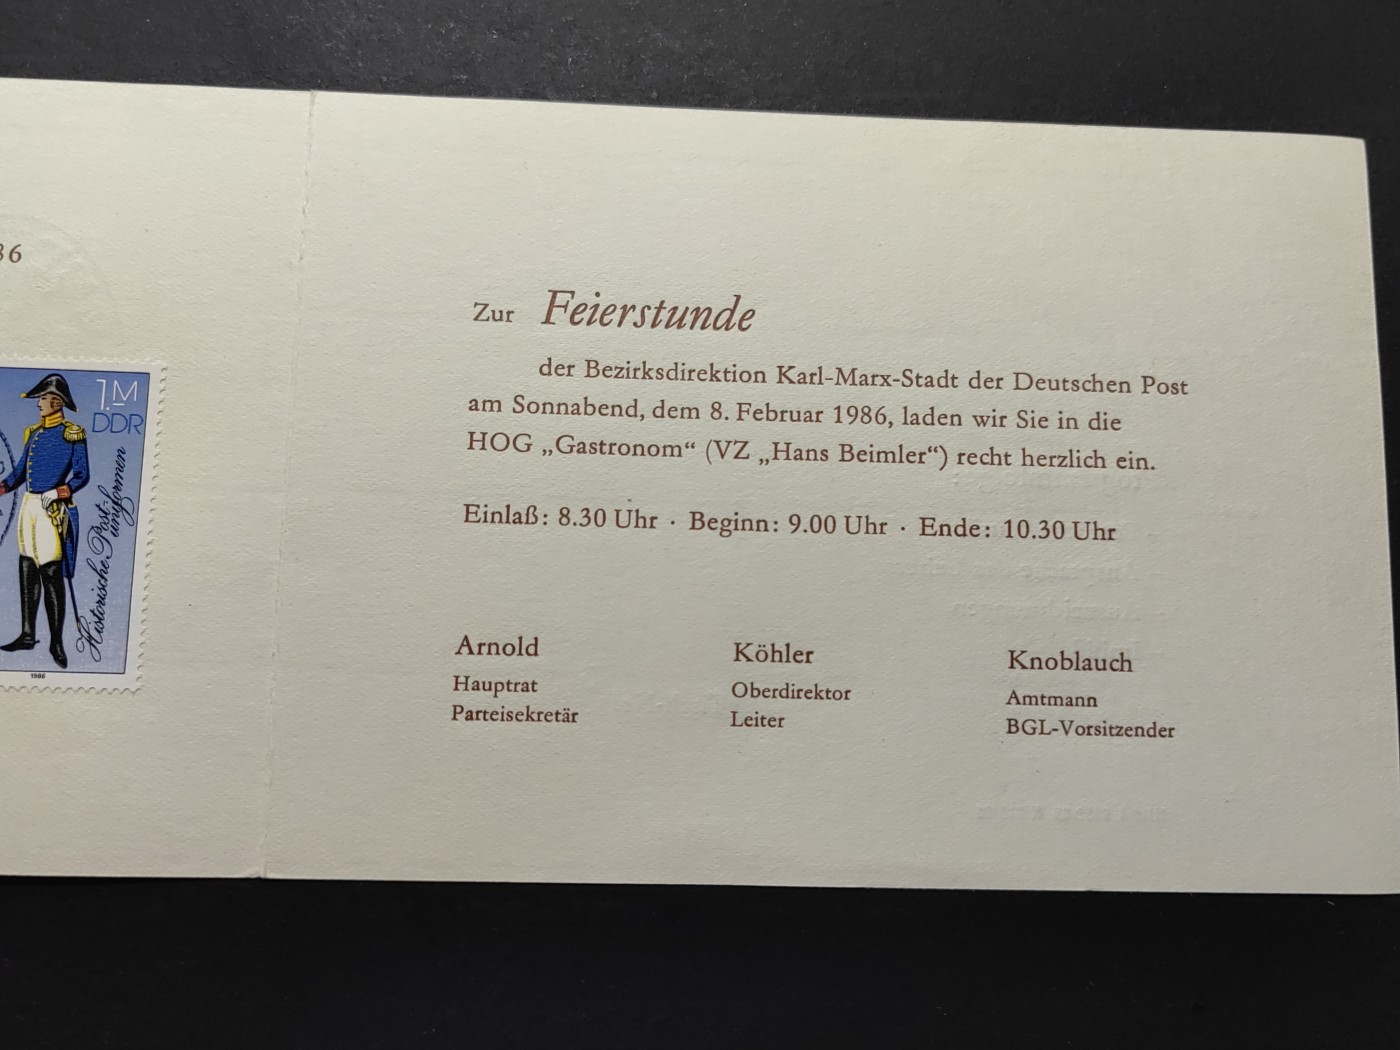 86
1.M
DDR
Historische Post-
uniformen
1986
Zur Feierstunde
der Bezirksdirektion Karl-Marx-Stadt der Deutschen Post
am Sonnabend, dem 8. Februar 1986, laden wir Sie in die
HOG „Gastronom“ (VZ „Hans Beimler“) recht herzlich ein.
Einlaß: 8.30 Uhr · Beginn: 9.00 Uhr · Ende: 10.30 Uhr
Arnold
Hauptrat
Parteisekretär
Köhler
Oberdirektor
Leiter
Knoblauch
Amtmann
BGL-Vorsitzender